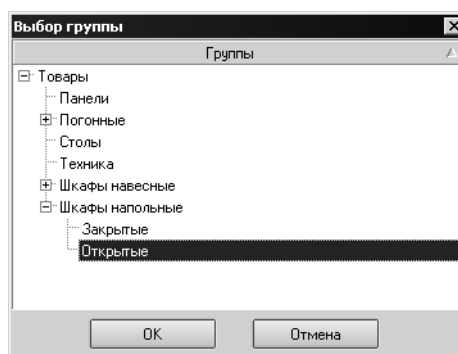 Выбор группы
Группы
Товары
Панели
Погонные
Столы
Техника
Шкафы навесные
Шкафы напольные
Закрытые
Открытые
OK
Отмена